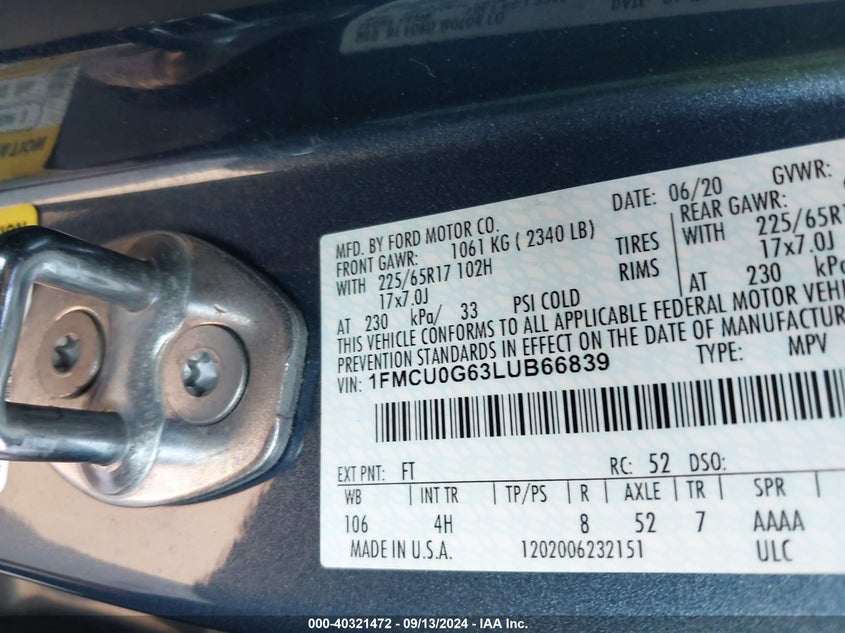 MFD. BY FORD MOTOR CO.
DATE: 06/20
GVWR:
FRONT GAWR: 1061 KG ( 2340 LB)
REAR GAWR:
WITH 225/65R17 102H TIRES WITH 225/65R1
17x7.0J RIMS 17x7.0J
AT 230 kPa/ 33 PSI COLD AT 230 kP
THIS VEHICLE CONFORMS TO ALL APPLICABLE FEDERAL MOTOR VEHI
PREVENTION STANDARDS IN EFFECT ON THE DATE OF MANUFACTUR
VIN: 1FMCU0G63LUB66839 TYPE: MPV
EXT PNT: FT RC: 52 DSO:
WB INT TR TP/PS R AXLE TR SPR
106 4H 8 52 7 AAAA
MADE IN U.S.A. 1202006232151 ULC
000-40321472 - 09/13/2024 - IAA Inc.